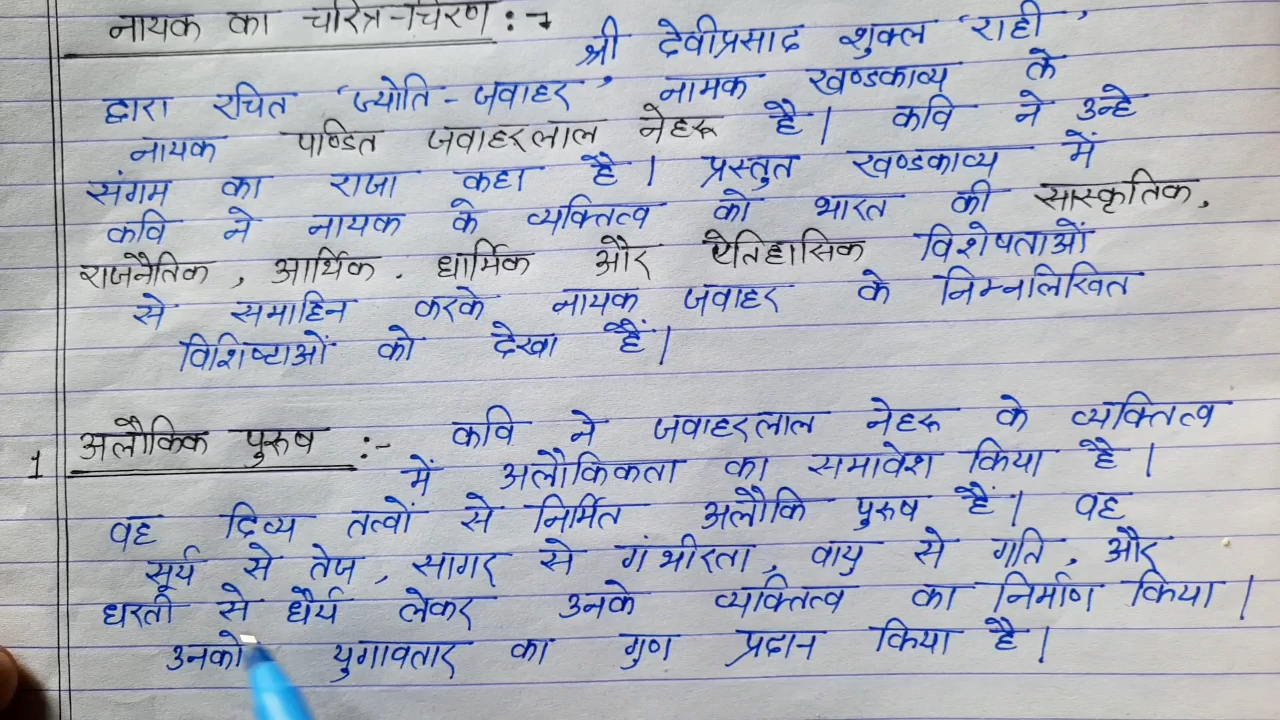 नायक का चरित्र-चिरण :-
श्री देवीप्रसाद शुक्ल 'राही'
द्वारा रचित 'ज्योति-जवाहर' नामक खण्डकाव्य के
नायक पाण्डित जवाहरलाल नेहरू है। कवि ने उन्हे
संगम का राजा कहा है। प्रस्तुत खण्डकाव्य में
कवि ने नायक के व्यक्तित्व को भारत की सास्कृतिक,
राजनैतिक, आर्थिक, धार्मिक और ऐतिहासिक विशेषताओं
से समाहिन करके नायक जवाहर के निम्नलिखित
विशिष्टाओं को देखा हैं।
1 अलौकिक पुरुष :- कवि ने जवाहरलाल नेहरू के व्यक्तित्व
में अलौकिकता का समावेश किया है।
वह दिव्य तत्वों से निर्मित अलौकि पुरुष हैं। वह
सूर्य से तेज, सागर से गंभीरता, वायु से गति, और
धरती से धैर्य लेकर उनके व्यक्तित्व का निर्माण किया।
उनको युगावतार का गुण प्रदान किया है।